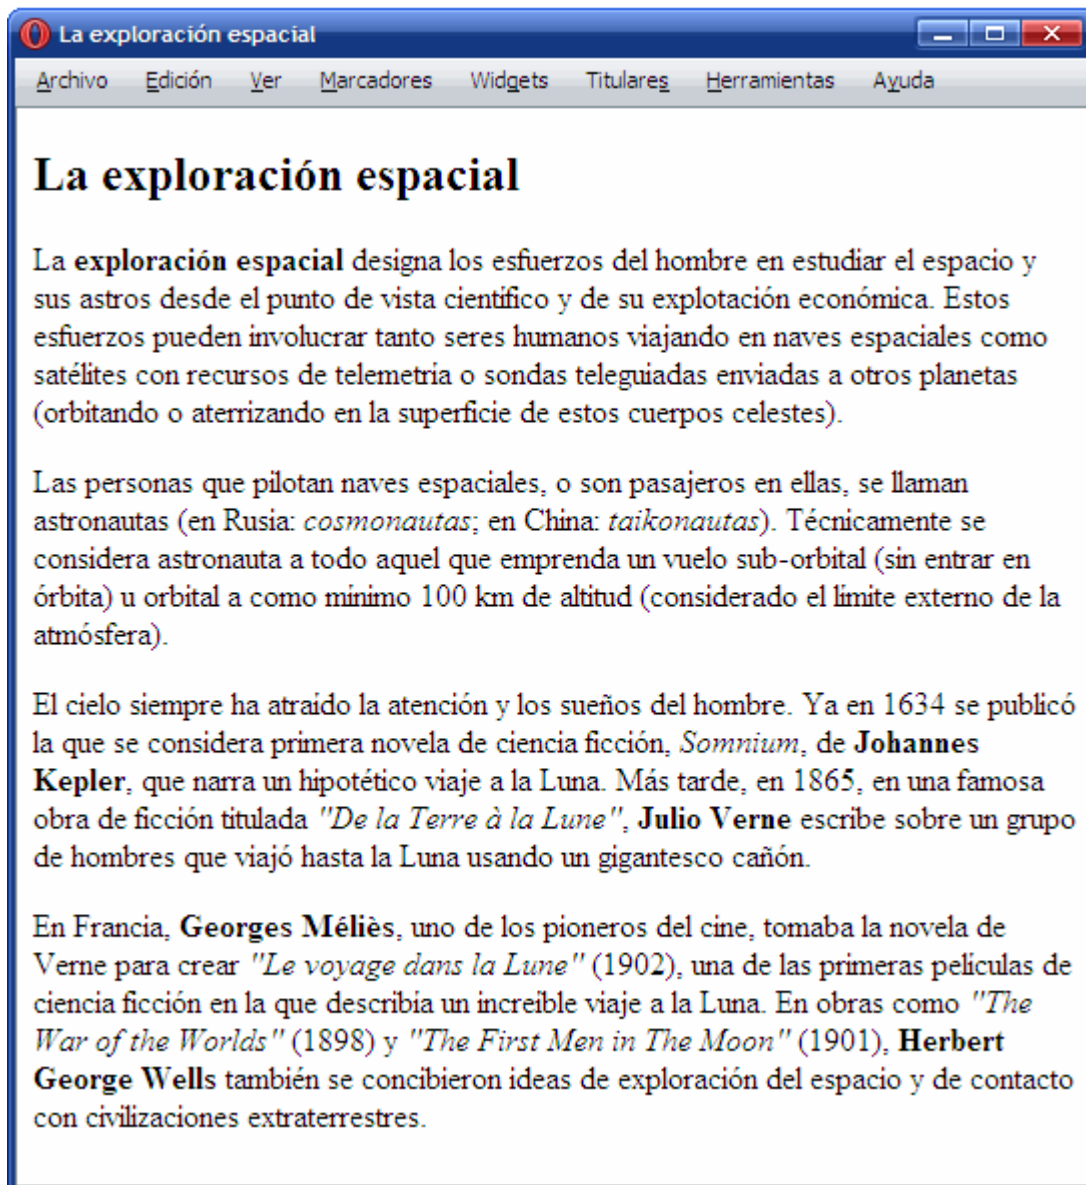 La exploración espacial
Archivo Edición Ver Marcadores Widgets Titulares Herramientas Ayuda
La exploración espacial
La exploración espacial designa los esfuerzos del hombre en estudiar el espacio y
sus astros desde el punto de vista científico y de su explotación económica. Estos
esfuerzos pueden involucrar tanto seres humanos viajando en naves espaciales como
satélites con recursos de telemetría o sondas teleguiadas enviadas a otros planetas
(orbitando o aterrizando en la superficie de estos cuerpos celestes).
Las personas que pilotan naves espaciales, o son pasajeros en ellas, se llaman
astronautas (en Rusia: cosmonautas; en China: taikonautas). Técnicamente se
considera astronauta a todo aquel que emprenda un vuelo sub-orbital (sin entrar en
órbita) u orbital a como mínimo 100 km de altitud (considerado el límite externo de la
atmósfera).
El cielo siempre ha atraído la atención y los sueños del hombre. Ya en 1634 se publicó
la que se considera primera novela de ciencia ficción, Somnium, de Johannes
Kepler, que narra un hipotético viaje a la Luna. Más tarde, en 1865, en una famosa
obra de ficción titulada "De la Terre à la Lune", Julio Verne escribe sobre un grupo
de hombres que viajó hasta la Luna usando un gigantesco cañón.
En Francia, Georges Méliès, uno de los pioneros del cine, tomaba la novela de
Verne para crear "Le voyage dans la Lune" (1902), una de las primeras películas de
ciencia ficción en la que describía un increíble viaje a la Luna. En obras como "The
War of the Worlds" (1898) y "The First Men in The Moon" (1901), Herbert
George Wells también se concibieron ideas de exploración del espacio y de contacto
con civilizaciones extraterrestres.